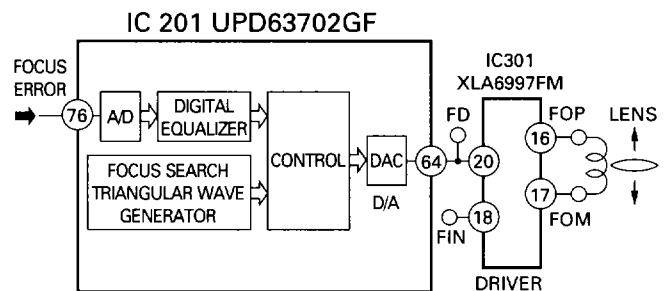 IC 201 UPD63702GF
FOCUS
ERROR
76
A/D
DIGITAL
EQUALIZER
FOCUS SEARCH
TRIANGULAR WAVE
GENERATOR
CONTROL
DAC
D/A
64
FD
FIN
IC301
XLA6997FM
20
18
16
17
FOP
FOM
LENS
DRIVER